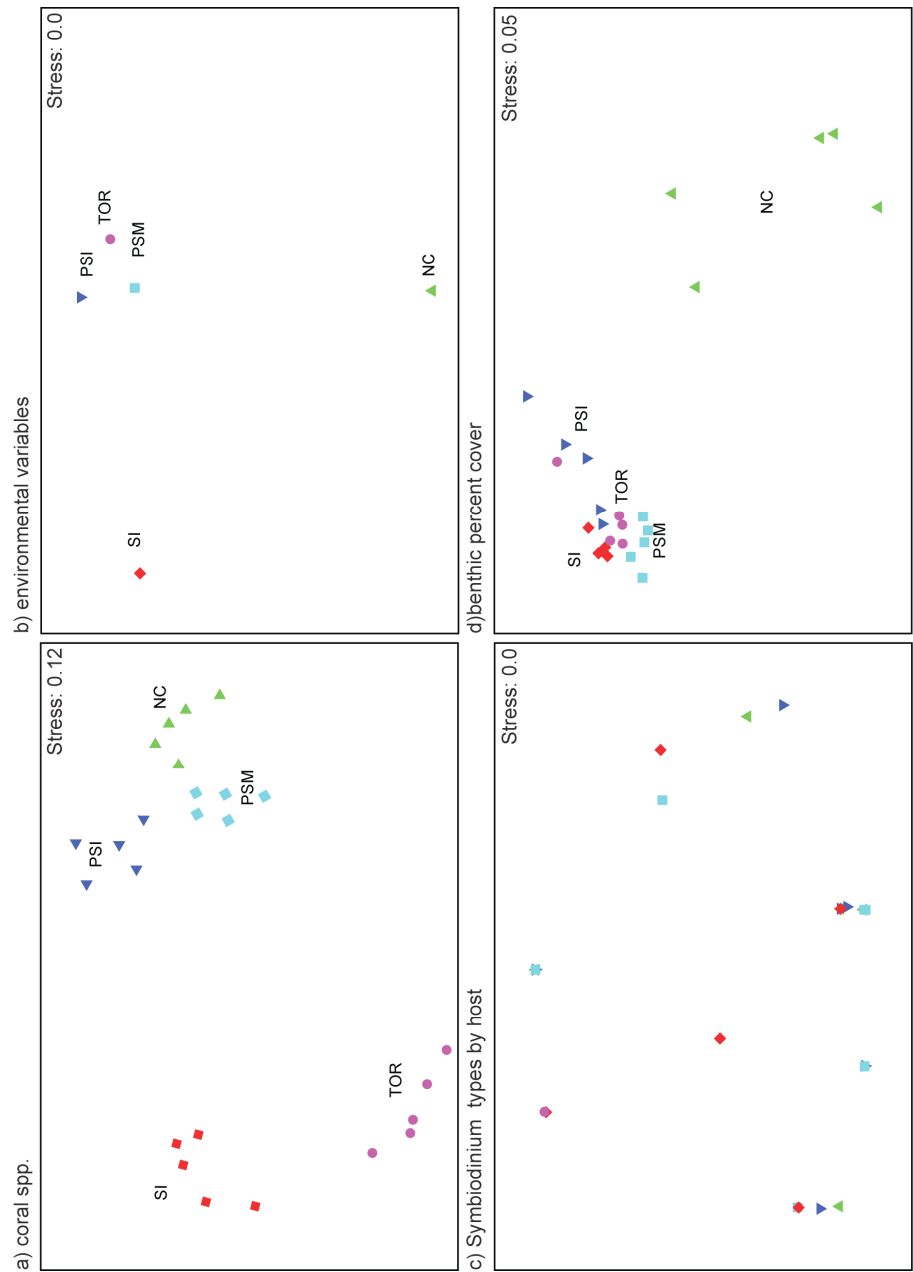 a) coral spp.
Stress: 0.12
SI
TOR
PSI
PSM
NC
b) environmental variables
Stress: 0.0
SI
PSI
TOR
PSM
NC
c) Symbiodinium types by host
Stress: 0.0
d)benthic percent cover
Stress: 0.05
SI
PSM
TOR
PSI
NC